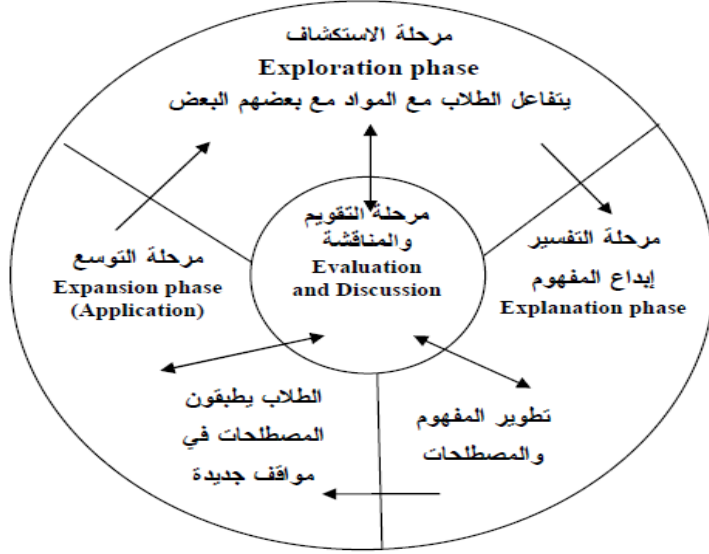 مرحلة الاستكشاف
Exploration phase
يتفاعل الطلاب مع المواد مع بعضهم البعض
مرحلة التقويم
والمناقشة
Evaluation
and Discussion
مرحلة التفسير
إبداع المفهوم
Explanation phase
تطوير المفهوم
والمصطلحات
الطلاب يطبقون
المصطلحات في
مواقف جديدة
مرحلة التوسع
Expansion phase
(Application)